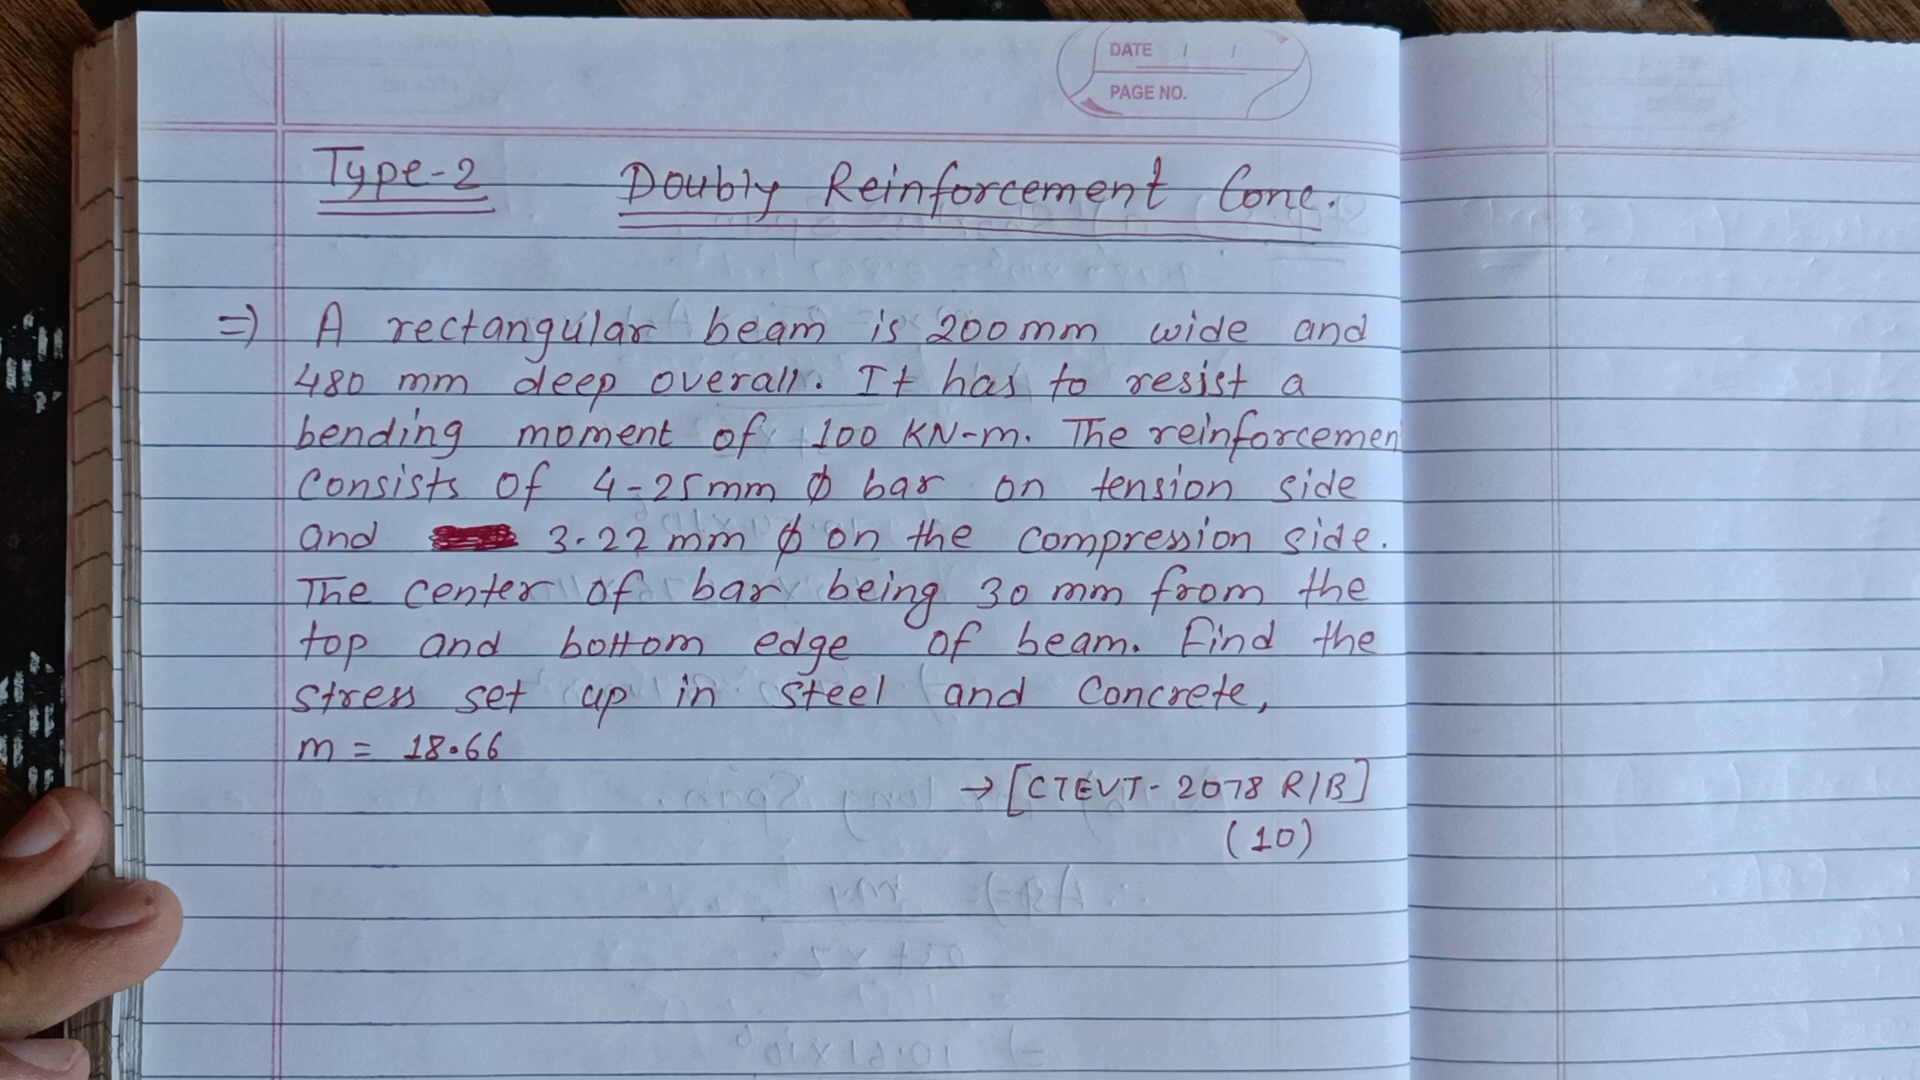 DATE / /
PAGE NO.
Type-2 Doubly Reinforcement Conc.
=) A rectangular beam is 200mm wide and
480 mm deep overall. It has to resist a
bending moment of 100 KN-m. The reinforcemen
Consists of 4-25mm ϕ bar on tension side
and 3-22mm ϕ on the compression side.
The center of bar being 30 mm from the
top and bottom edge of beam. Find the
stress set up in steel and Concrete,
m = 18.66
→ [CTEVT- 2078 R/B]
(10)